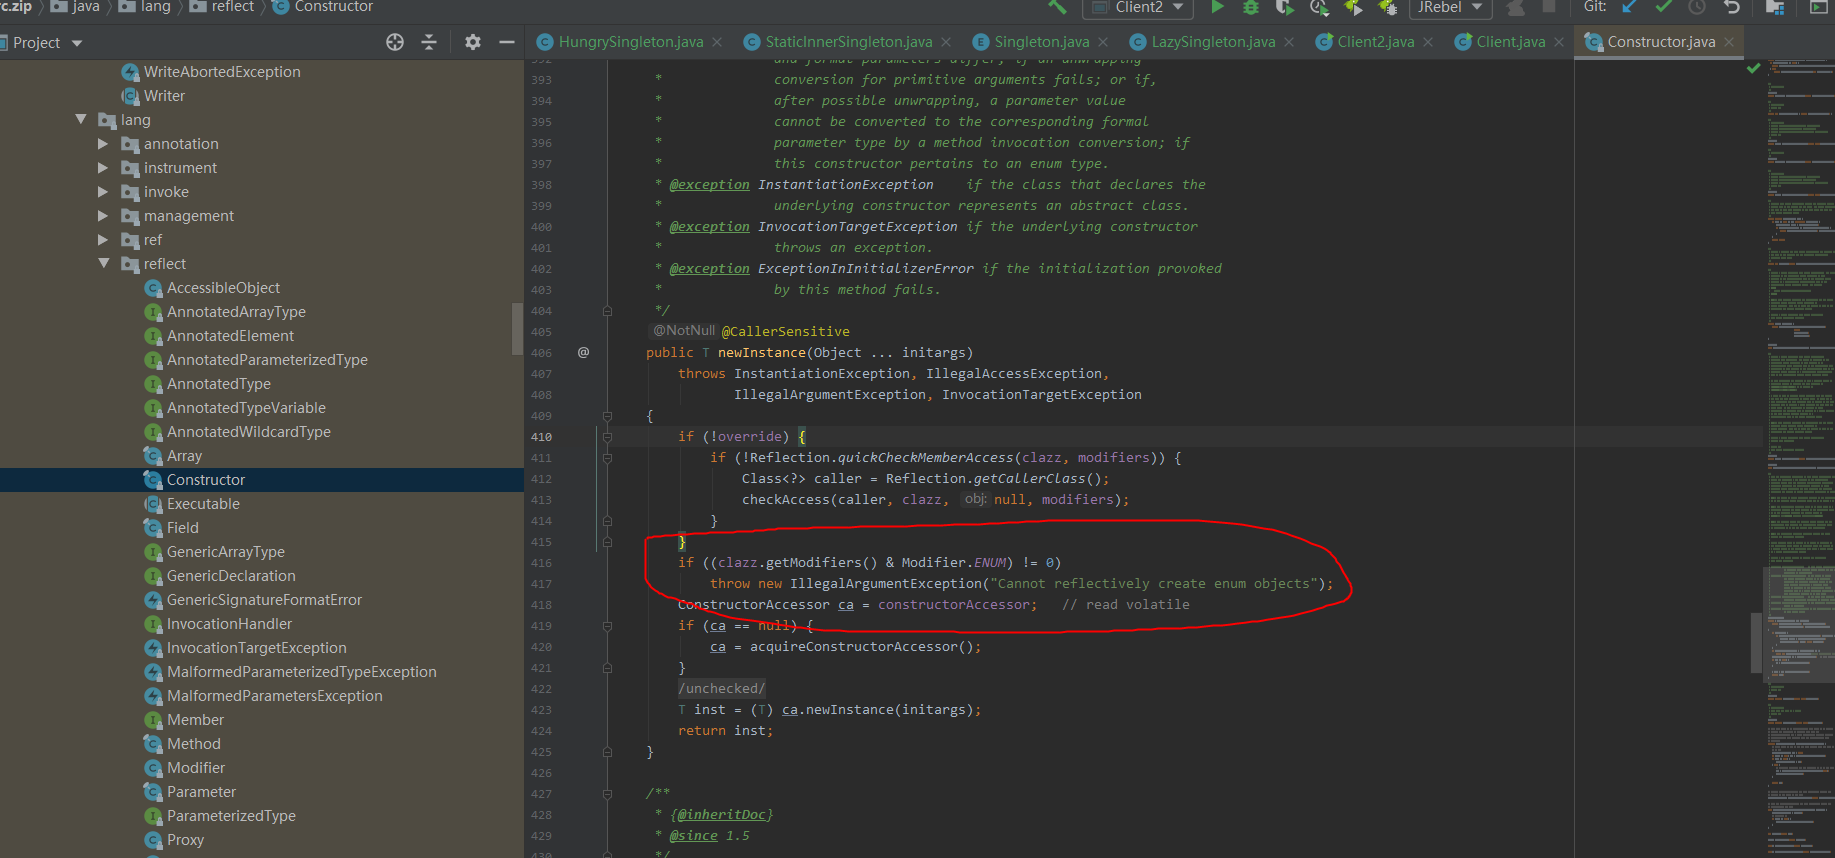 rc.zip java lang reflect Constructor
Client2 JRebel Git:
Project
HungrySingleton.java StaticInnerSingleton.java Singleton.java LazySingleton.java Client2.java Client.java Constructor.java
WriteAbortedException
Writer
lang
annotation
instrument
invoke
management
ref
reflect
AccessibleObject
AnnotatedArrayType
AnnotatedElement
AnnotatedParameterizedType
AnnotatedType
AnnotatedTypeVariable
AnnotatedWildcardType
Array
Constructor
Executable
Field
GenericArrayType
GenericDeclaration
GenericSignatureFormatError
InvocationHandler
InvocationTargetException
MalformedParameterizedTypeException
MalformedParametersException
Member
Method
Modifier
Parameter
ParameterizedType
Proxy
392 and formal parameters differ; if an unwrapping
393 * conversion for primitive arguments fails; or if,
394 * after possible unwrapping, a parameter value
395 * cannot be converted to the corresponding formal
396 * parameter type by a method invocation conversion; if
397 * this constructor pertains to an enum type.
398 * @exception InstantiationException if the class that declares the
399 * underlying constructor represents an abstract class.
400 * @exception InvocationTargetException if the underlying constructor
401 * throws an exception.
402 * @exception ExceptionInInitializerError if the initialization provoked
403 * by this method fails.
404 */
405 @NotNull @CallerSensitive
406 @ public T newInstance(Object ... initargs)
407 throws InstantiationException, IllegalAccessException,
408 IllegalArgumentException, InvocationTargetException
409 {
410 if (!override) {
411 if (!Reflection.quickCheckMemberAccess(clazz, modifiers)) {
412 Class<?> caller = Reflection.getCallerClass();
413 checkAccess(caller, clazz, obj: null, modifiers);
414 }
415 }
416 if ((clazz.getModifiers() & Modifier.ENUM) != 0)
417 throw new IllegalArgumentException("Cannot reflectively create enum objects");
418 ConstructorAccessor ca = constructorAccessor; // read volatile
419 if (ca == null) {
420 ca = acquireConstructorAccessor();
421 }
422 /unchecked/
423 T inst = (T) ca.newInstance(initargs);
424 return inst;
425 }
426
427 /**
428 * {@inheritDoc}
429 * @since 1.5
430 */